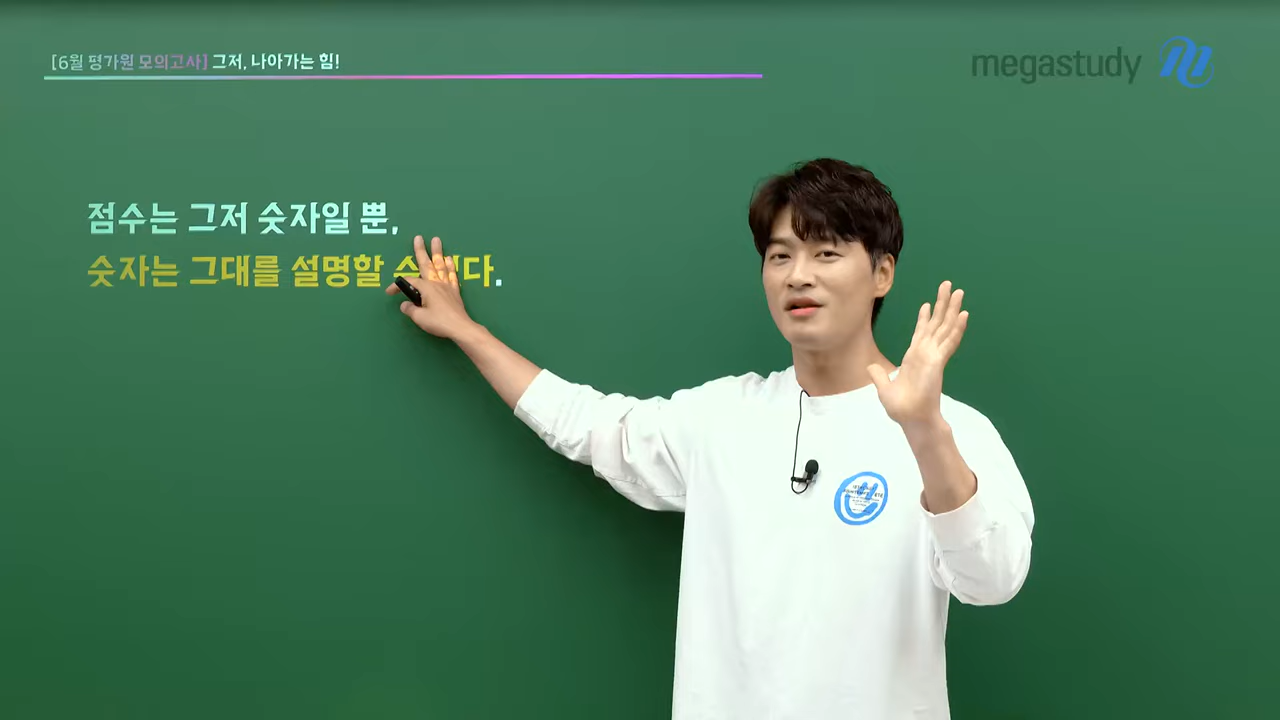 [6월 평가원 모의고사] 그저, 나아가는 힘!
megastudy
점수는 그저 숫자일 뿐,
숫자는 그대를 설명할